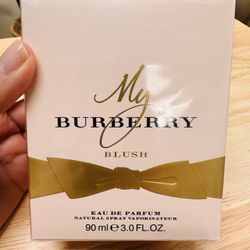 My
BURBERRY
BLUSH
EAU DE PARFUM
NATURAL SPRAY VAPORISATEUR
90 ml ℮ 3.0 FL.OZ.